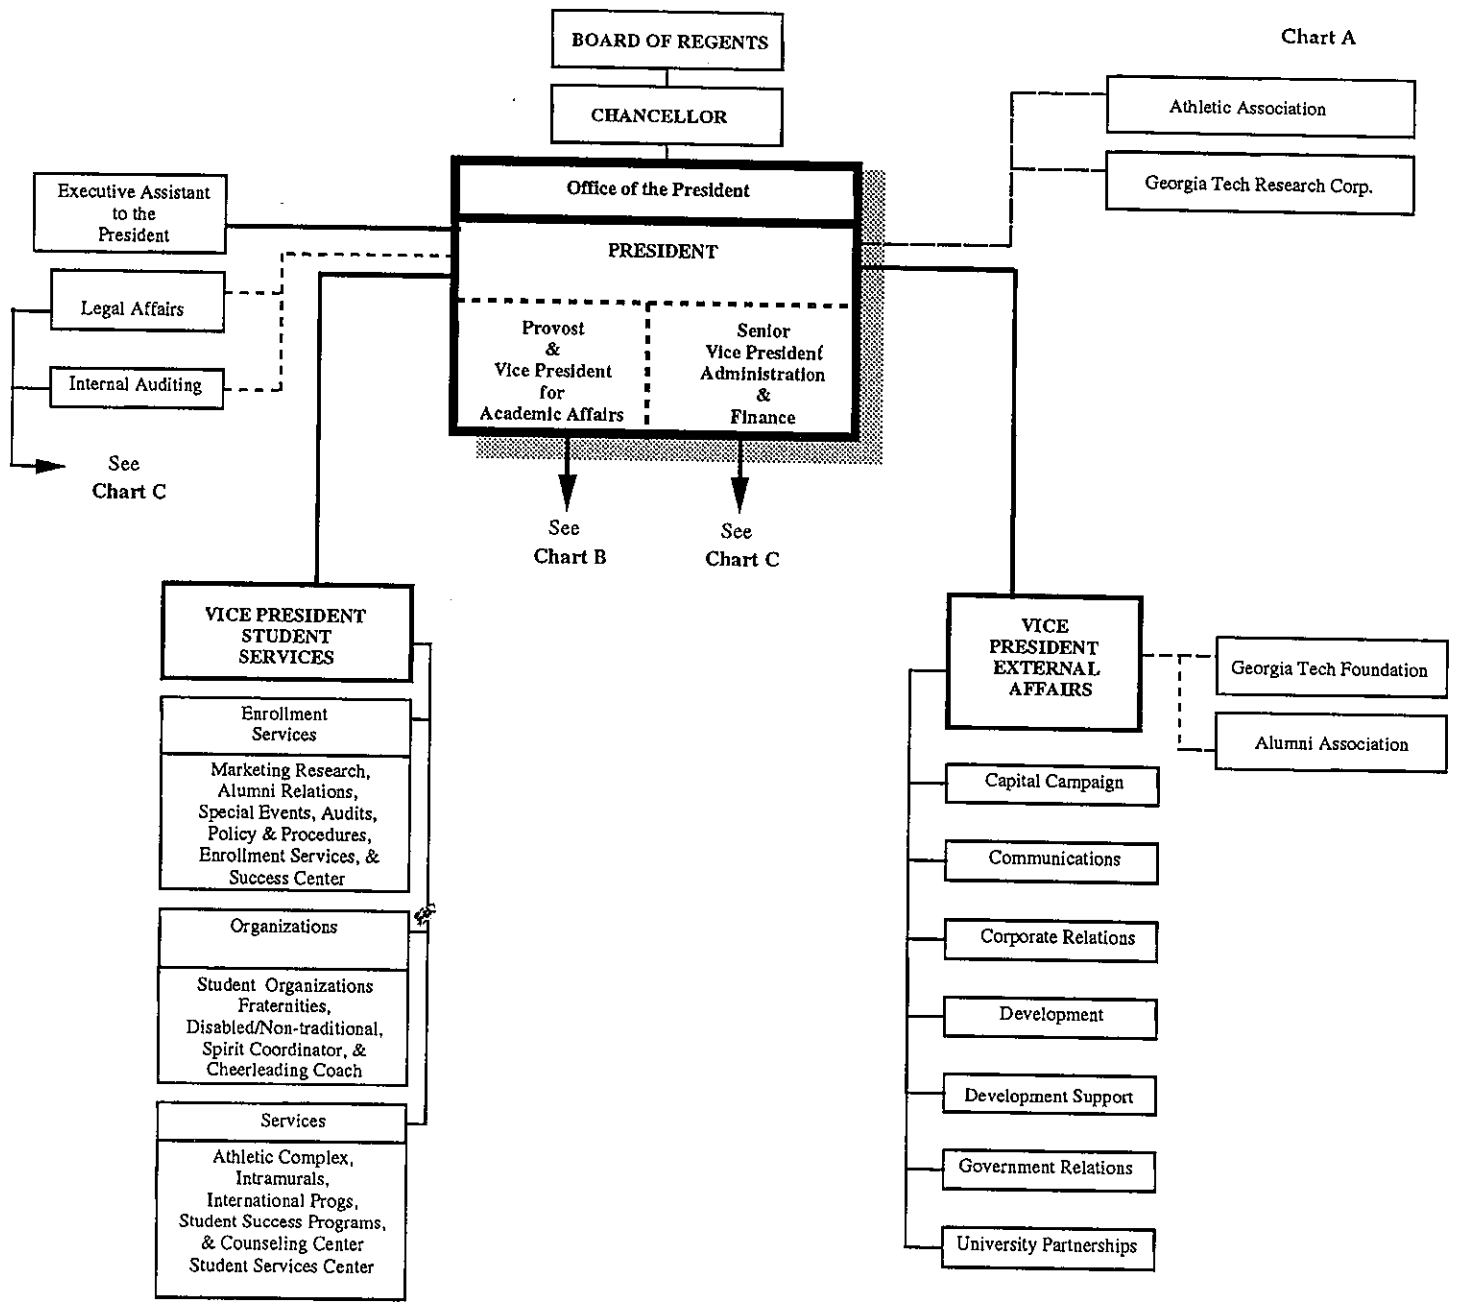 Chart A
BOARD OF REGENTS
CHANCELLOR
Athletic Association
Georgia Tech Research Corp.
Office of the President
PRESIDENT
Provost
&
Vice President
for
Academic Affairs
Senior
Vice President
Administration
&
Finance
Executive Assistant
to the
President
Legal Affairs
Internal Auditing
See
Chart C
See
Chart B
See
Chart C
VICE PRESIDENT
STUDENT
SERVICES
Enrollment
Services
Marketing Research,
Alumni Relations,
Special Events, Audits,
Policy & Procedures,
Enrollment Services, &
Success Center
Organizations
Student Organizations
Fraternities,
Disabled/Non-traditional,
Spirit Coordinator, &
Cheerleading Coach
Services
Athletic Complex,
Intramurals,
International Progs,
Student Success Programs,
& Counseling Center
Student Services Center
VICE
PRESIDENT
EXTERNAL
AFFAIRS
Georgia Tech Foundation
Alumni Association
Capital Campaign
Communications
Corporate Relations
Development
Development Support
Government Relations
University Partnerships